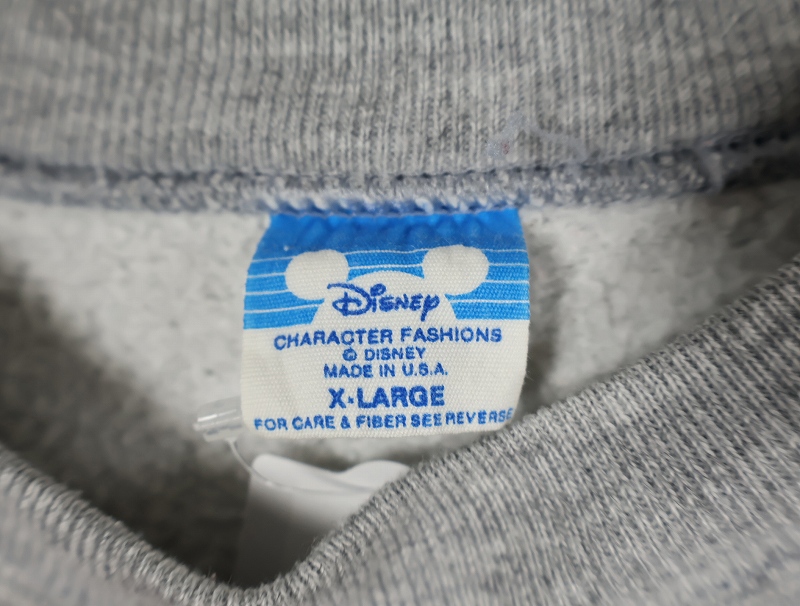 Disney
CHARACTER FASHIONS
© DISNEY
MADE IN U.S.A.
X-LARGE
FOR CARE & FIBER SEE REVERSE